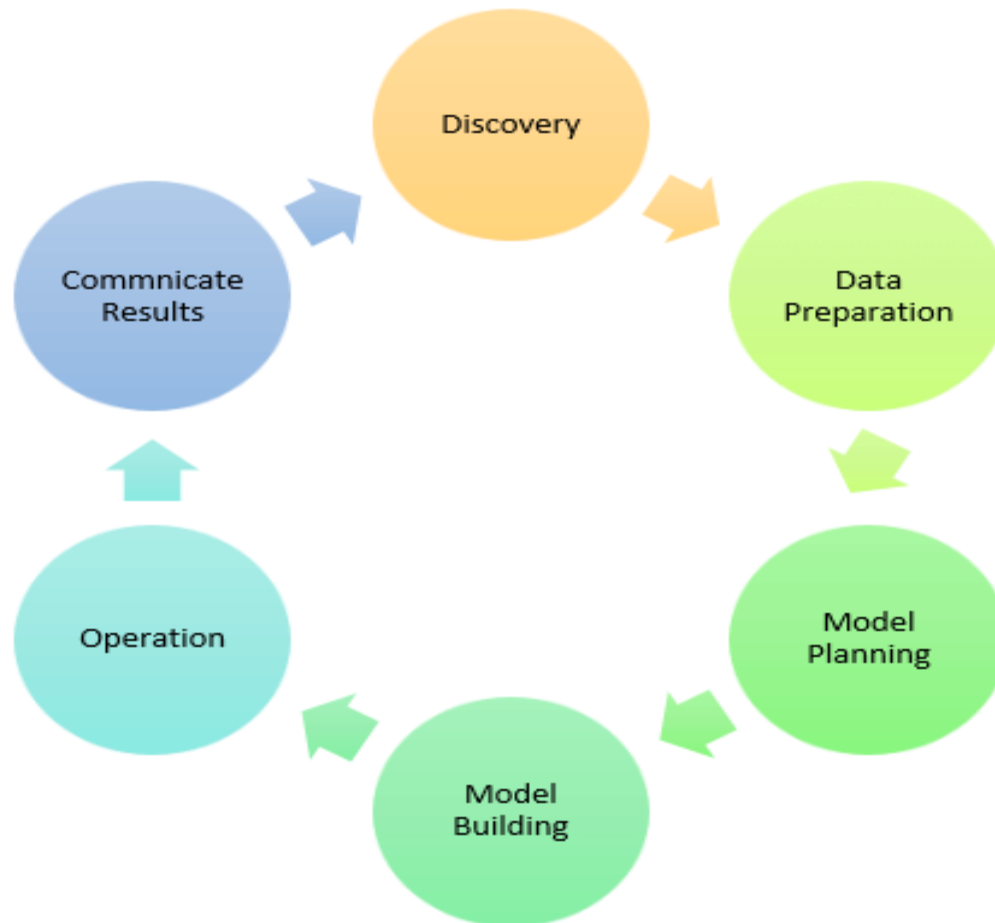 Discovery
Data
Preparation
Model
Planning
Model
Building
Operation
Commnicate
Results